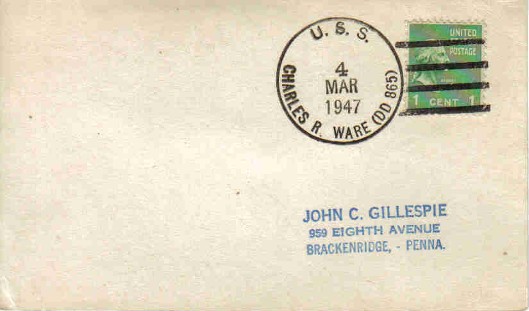 U. S. S.
4
MAR
1947
CHARLES R. WARE (DD 865)
UNITED
STATES
POSTAGE
1 CENT 1
JOHN C. GILLESPIE
959 EIGHTH AVENUE
BRACKENRIDGE, - PENNA.